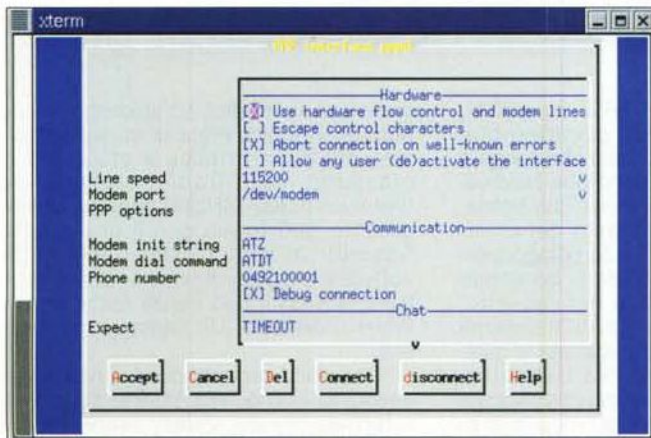 xterm
PPP interface ppp0
Hardware
[X] Use hardware flow control and modem lines
[ ] Escape control characters
[X] Abort connection on well-known errors
[ ] Allow any user (de)activate the interface
Line speed 115200 v
Modem port /dev/modem v
PPP options
Communication
Modem init string ATZ
Modem dial command ATDT
Phone number 0492100001
[X] Debug connection
Chat
Expect TIMEOUT
v
Accept Cancel Del Connect disconnect Help